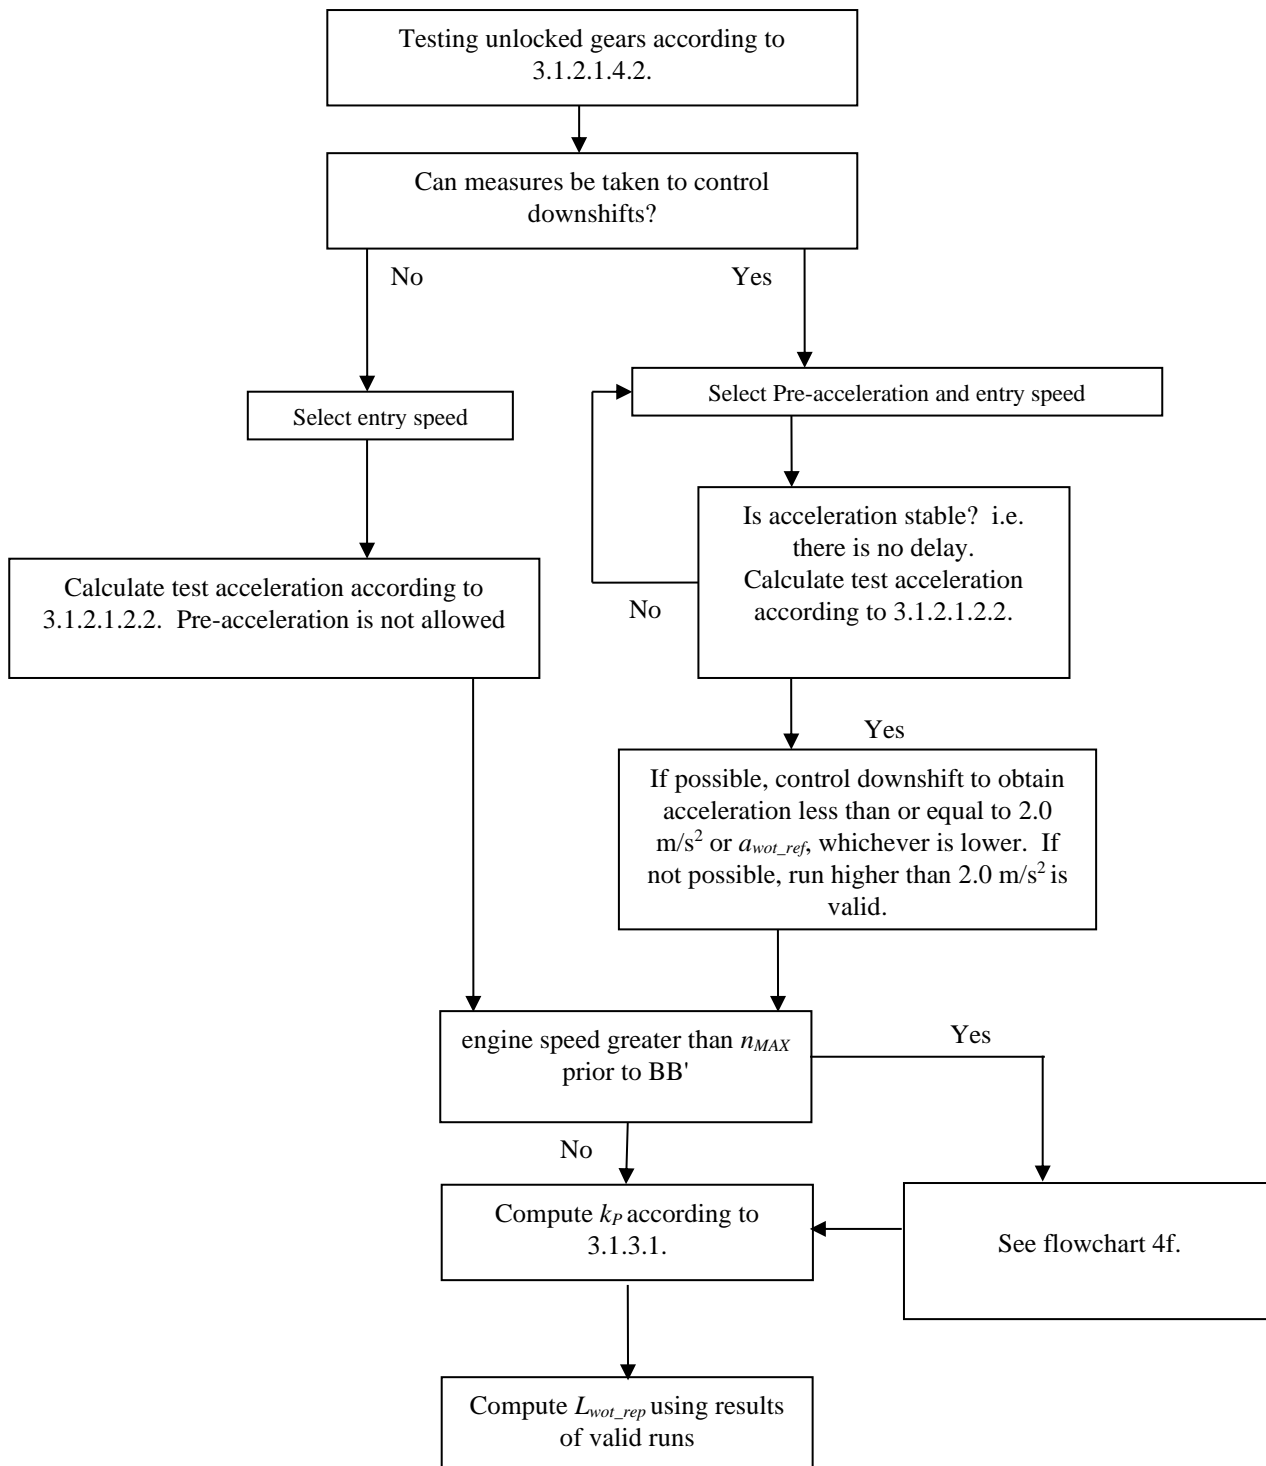 Testing unlocked gears according to
3.1.2.1.4.2.
Can measures be taken to control
downshifts?
No
Yes
Select entry speed
Select Pre-acceleration and entry speed
Calculate test acceleration according to
3.1.2.1.2.2.  Pre-acceleration is not allowed
Is acceleration stable?  i.e.
there is no delay.
Calculate test acceleration
according to 3.1.2.1.2.2.
No
Yes
If possible, control downshift to obtain
acceleration less than or equal to 2.0
m/s² or a_wot_ref, whichever is lower.  If
not possible, run higher than 2.0 m/s² is
valid.
engine speed greater than n_MAX
prior to BB'
Yes
No
Compute k_P according to
3.1.3.1.
See flowchart 4f.
Compute L_wot_rep using results
of valid runs